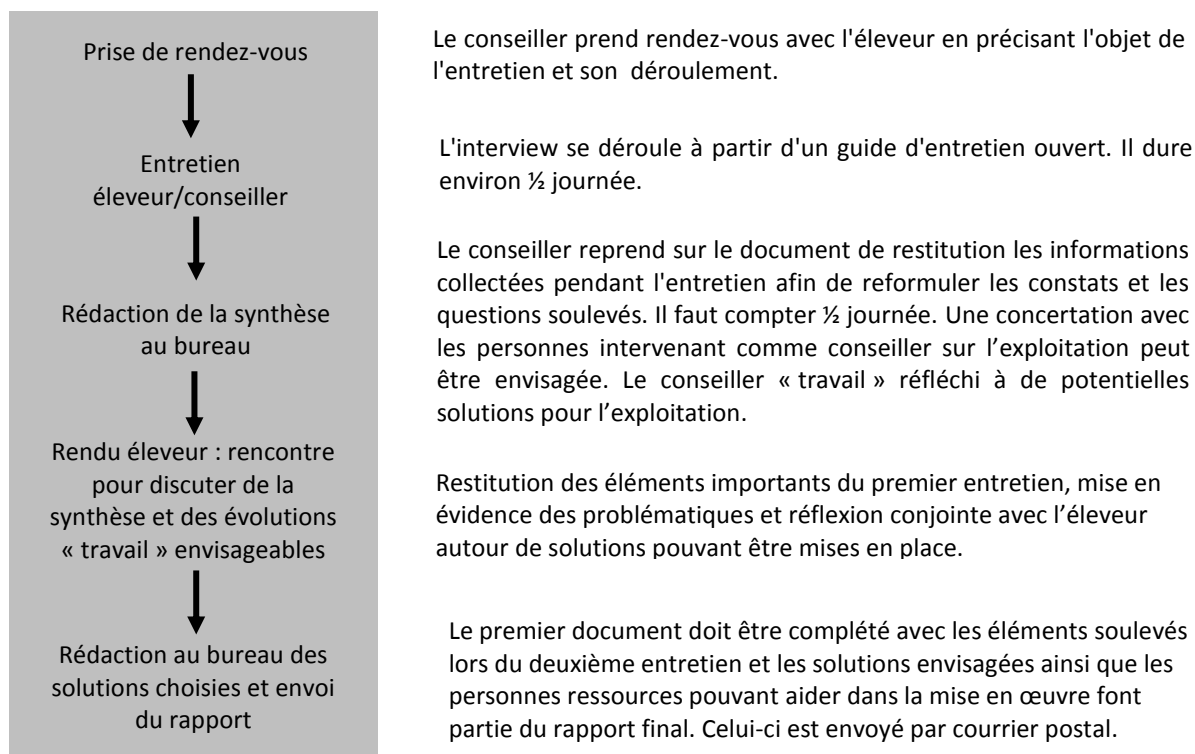 Prise de rendez-vous
Le conseiller prend rendez-vous avec l'éleveur en précisant l'objet de
l'entretien et son déroulement.
Entretien
éleveur/conseiller
L'interview se déroule à partir d'un guide d'entretien ouvert. Il dure
environ ½ journée.
Rédaction de la synthèse
au bureau
Le conseiller reprend sur le document de restitution les informations
collectées pendant l'entretien afin de reformuler les constats et les
questions soulevés. Il faut compter ½ journée. Une concertation avec
les personnes intervenant comme conseiller sur l’exploitation peut
être envisagée. Le conseiller « travail » réfléchi à de potentielles
solutions pour l’exploitation.
Rendu éleveur : rencontre
pour discuter de la
synthèse et des évolutions
« travail » envisageables
Restitution des éléments importants du premier entretien, mise en
évidence des problématiques et réflexion conjointe avec l’éleveur
autour de solutions pouvant être mises en place.
Rédaction au bureau des
solutions choisies et envoi
du rapport
Le premier document doit être complété avec les éléments soulevés
lors du deuxième entretien et les solutions envisagées ainsi que les
personnes ressources pouvant aider dans la mise en œuvre font
partie du rapport final. Celui-ci est envoyé par courrier postal.